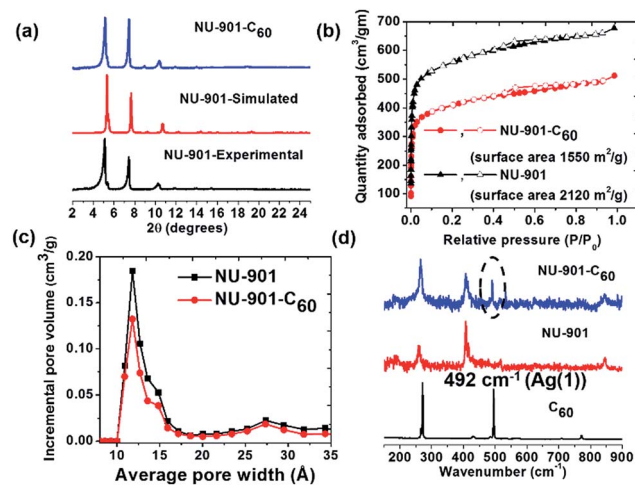 (a)
NU-901-C60
NU-901-Simulated
NU-901-Experimental
2 4 6 8 10 12 14 16 18 20 22 24
2θ (degrees)
(b)
Quantity adsorbed (cm³/gm)
700
600
500
400
300
200
100
NU-901-C60
(surface area 1550 m²/g)
NU-901
(surface area 2120 m²/g)
0.0 0.2 0.4 0.6 0.8 1.0
Relative pressure (P/P0)
(c)
Incremental pore volume (cm³/g)
0.20
0.15
0.10
0.05
0.00
NU-901
NU-901-C60
10 15 20 25 30 35
Average pore width (Å)
(d)
NU-901-C60
NU-901
492 cm⁻¹ (Ag(1))
C60
200 300 400 500 600 700 800 900
Wavenumber (cm⁻¹)